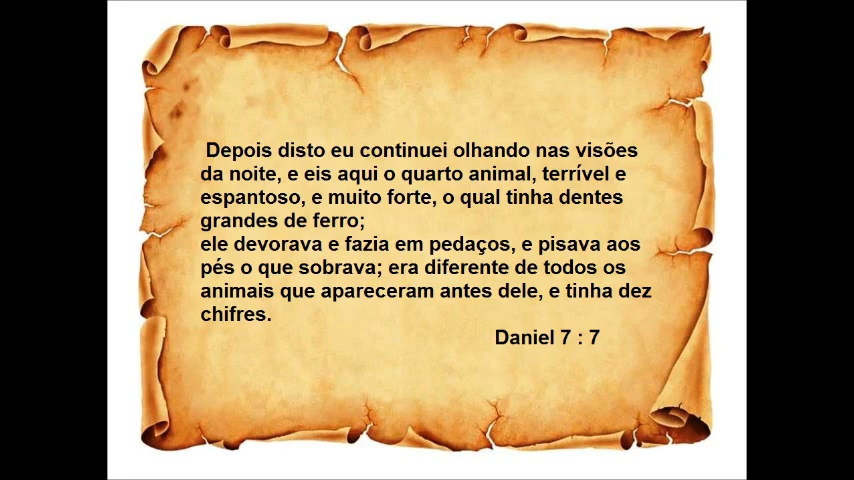 Depois disto eu continuei olhando nas visões
da noite, e eis aqui o quarto animal, terrível e
espantoso, e muito forte, o qual tinha dentes
grandes de ferro;
ele devorava e fazia em pedaços, e pisava aos
pés o que sobrava; era diferente de todos os
animais que apareceram antes dele, e tinha dez
chifres.
Daniel 7 : 7